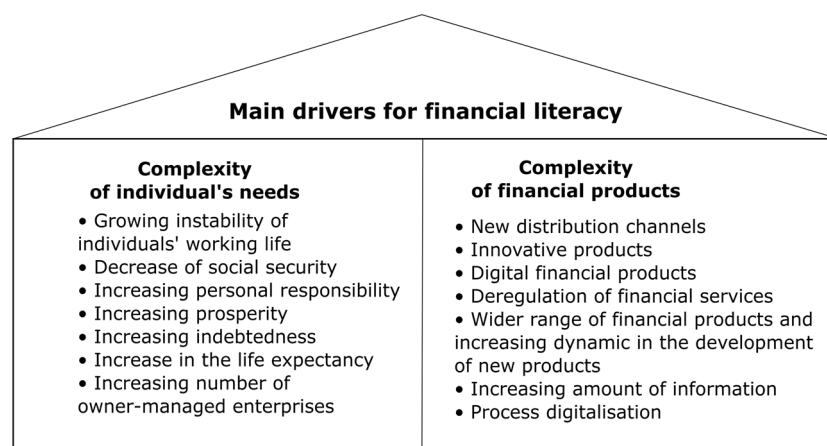 Main drivers for financial literacy
Complexity
of individual's needs
• Growing instability of
individuals' working life
• Decrease of social security
• Increasing personal responsibility
• Increasing prosperity
• Increasing indebtedness
• Increase in the life expectancy
• Increasing number of
owner-managed enterprises
Complexity
of financial products
• New distribution channels
• Innovative products
• Digital financial products
• Deregulation of financial services
• Wider range of financial products and
increasing dynamic in the development
of new products
• Increasing amount of information
• Process digitalisation